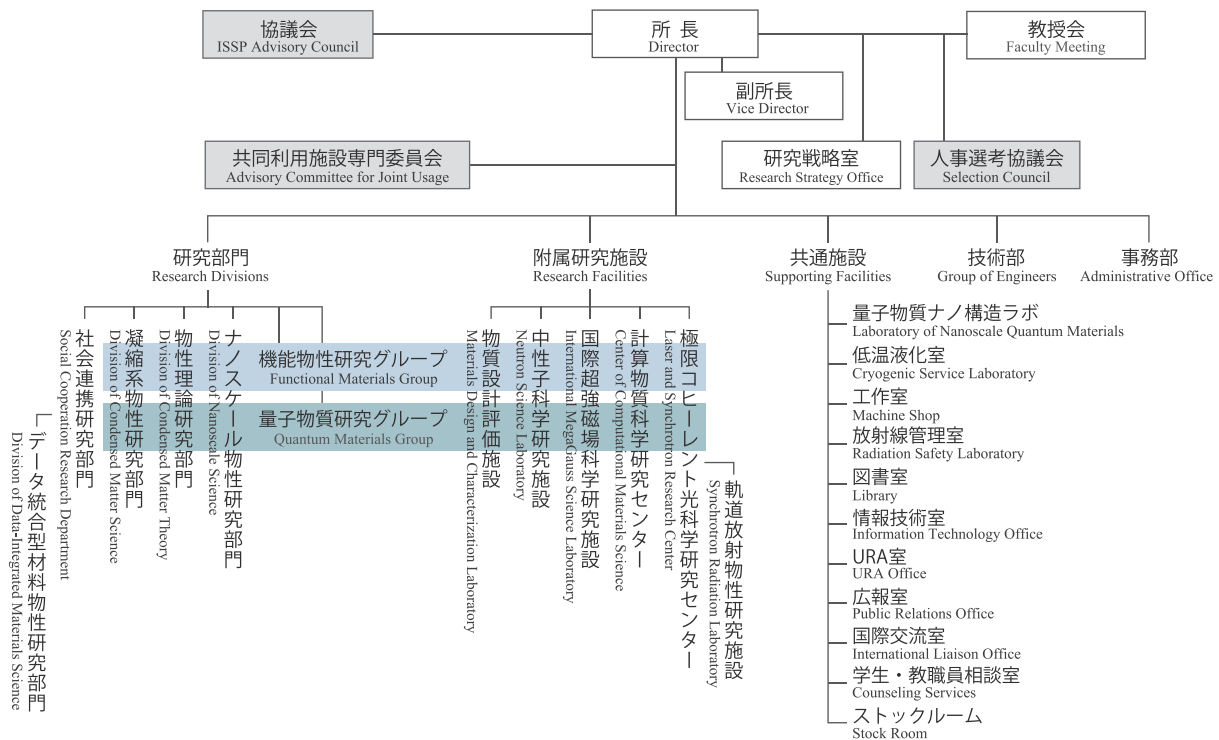 協議会
ISSP Advisory Council
所 長
Director
教授会
Faculty Meeting
副所長
Vice Director
共同利用施設専門委員会
Advisory Committee for Joint Usage
研究戦略室
Research Strategy Office
人事選考協議会
Selection Council
研究部門
Research Divisions
附属研究施設
Research Facilities
共通施設
Supporting Facilities
技術部
Group of Engineers
事務部
Administrative Office
データ統合型材料物性研究部門
Division of Data-Integrated Materials Science
社会連携研究部門
Social Cooperation Research Department
凝縮系物性研究部門
Division of Condensed Matter Science
物性理論研究部門
Division of Condensed Matter Theory
ナノスケール物性研究部門
Division of Nanoscale Science
機能物性研究グループ
Functional Materials Group
量子物質研究グループ
Quantum Materials Group
物質設計評価施設
Materials Design and Characterization Laboratory
中性子科学研究施設
Neutron Science Laboratory
国際超強磁場科学研究施設
International MegaGauss Science Laboratory
計算物質科学研究センター
Center of Computational Materials Science
極限コヒーレント光科学研究センター
Laser and Synchrotron Research Center
軌道放射物性研究施設
Synchrotron Radiation Laboratory
量子物質ナノ構造ラボ
Laboratory of Nanoscale Quantum Materials
低温液化室
Cryogenic Service Laboratory
工作室
Machine Shop
放射線管理室
Radiation Safety Laboratory
図書室
Library
情報技術室
Information Technology Office
URA室
URA Office
広報室
Public Relations Office
国際交流室
International Liaison Office
学生・教職員相談室
Counseling Services
ストックルーム
Stock Room